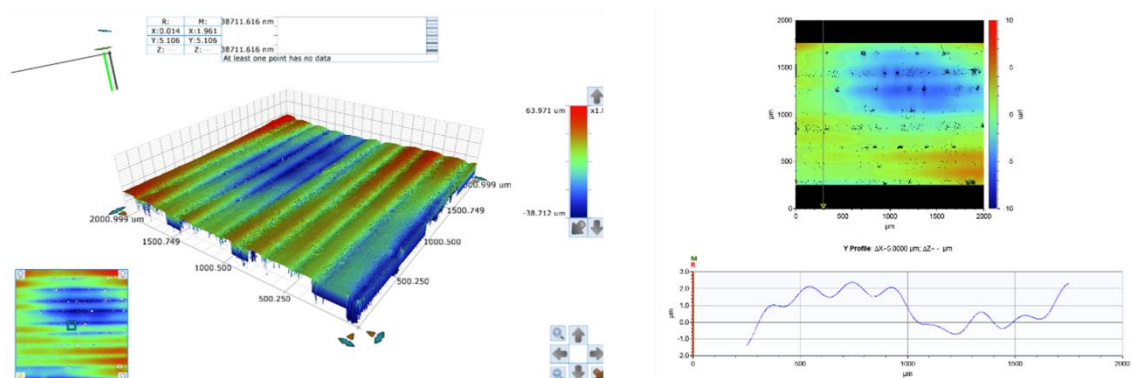 R: M: 38711.616 nm
X:0.014 X:1.961
Y:5.106 Y:5.106
Z: --- Z: --- 38711.616 nm
At least one point has no data
63.971 um x1.
-38.712 um
2000.999 um
1500.749
1000.500
500.250
500.250
1000.500
1500.749
000.999 um
10
5
0
5
10
µm
2000
1500
1000
500
0
µm
0 500 1000 1500 2000
µm
Y Profile: ΔX=0.0000 µm; ΔZ=-- µm
M
R
3.0
2.0
1.0
0.0
-1.0
2.0
µm
0 500 1000 1500 2000
µm